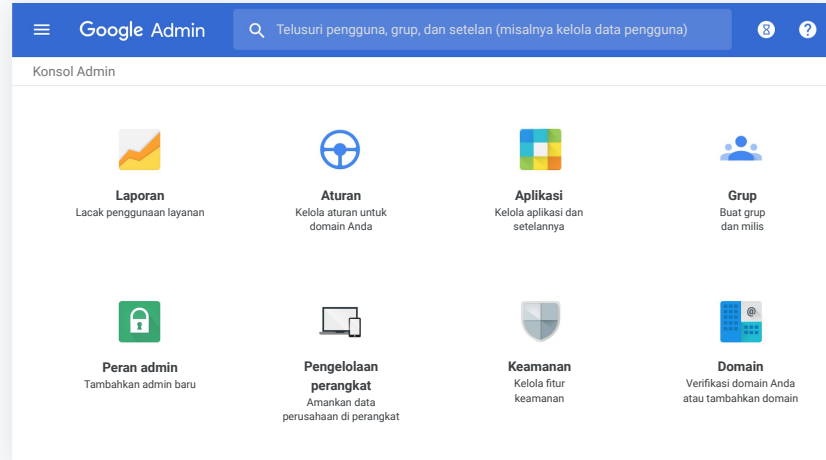 Google Admin
Telusuri pengguna, grup, dan setelan (misalnya kelola data pengguna)
8
?
Konsol Admin
Laporan
Lacak penggunaan layanan
Aturan
Kelola aturan untuk
domain Anda
Aplikasi
Kelola aplikasi dan
setelannya
Grup
Buat grup
dan milis
Peran admin
Tambahkan admin baru
Pengelolaan
perangkat
Amankan data
perusahaan di perangkat
Keamanan
Kelola fitur
keamanan
@
Domain
Verifikasi domain Anda
atau tambahkan domain